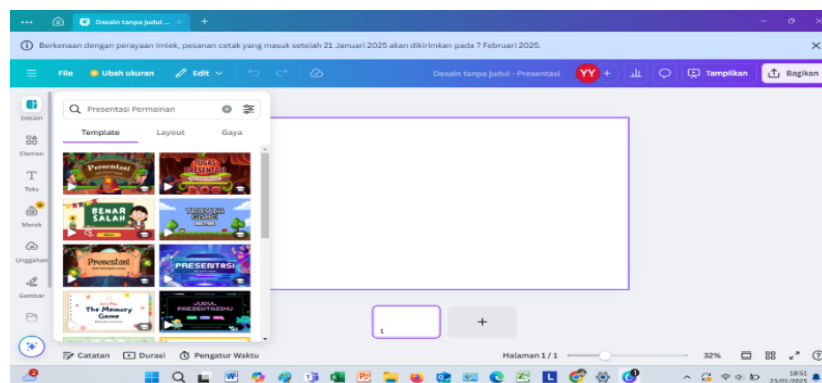 Desain tanpa judul ...
Berkenaan dengan perayaan Imlek, pesanan cetak yang masuk setelah 21 Januari 2025 akan dikirimkan pada 7 Februari 2025.
File
Ubah ukuran
Edit
Desain tanpa judul - Presentasi
YY
Tampilkan
Bagikan
Desain
Elemen
Teks
Merek
Unggahan
Gambar
Presentasi Permainan
Template Layout Gaya
Presentasi
TUGAS
PRESENTASI
BENAR
SALAH
TRIVIA
GAME
Presentasi
PRESENTASI
The Memory
Game
JUDUL
PRESENTASIMU
1
Catatan Durasi Pengatur Waktu
Halaman 1 / 1
32%
18:51
23/01/2025